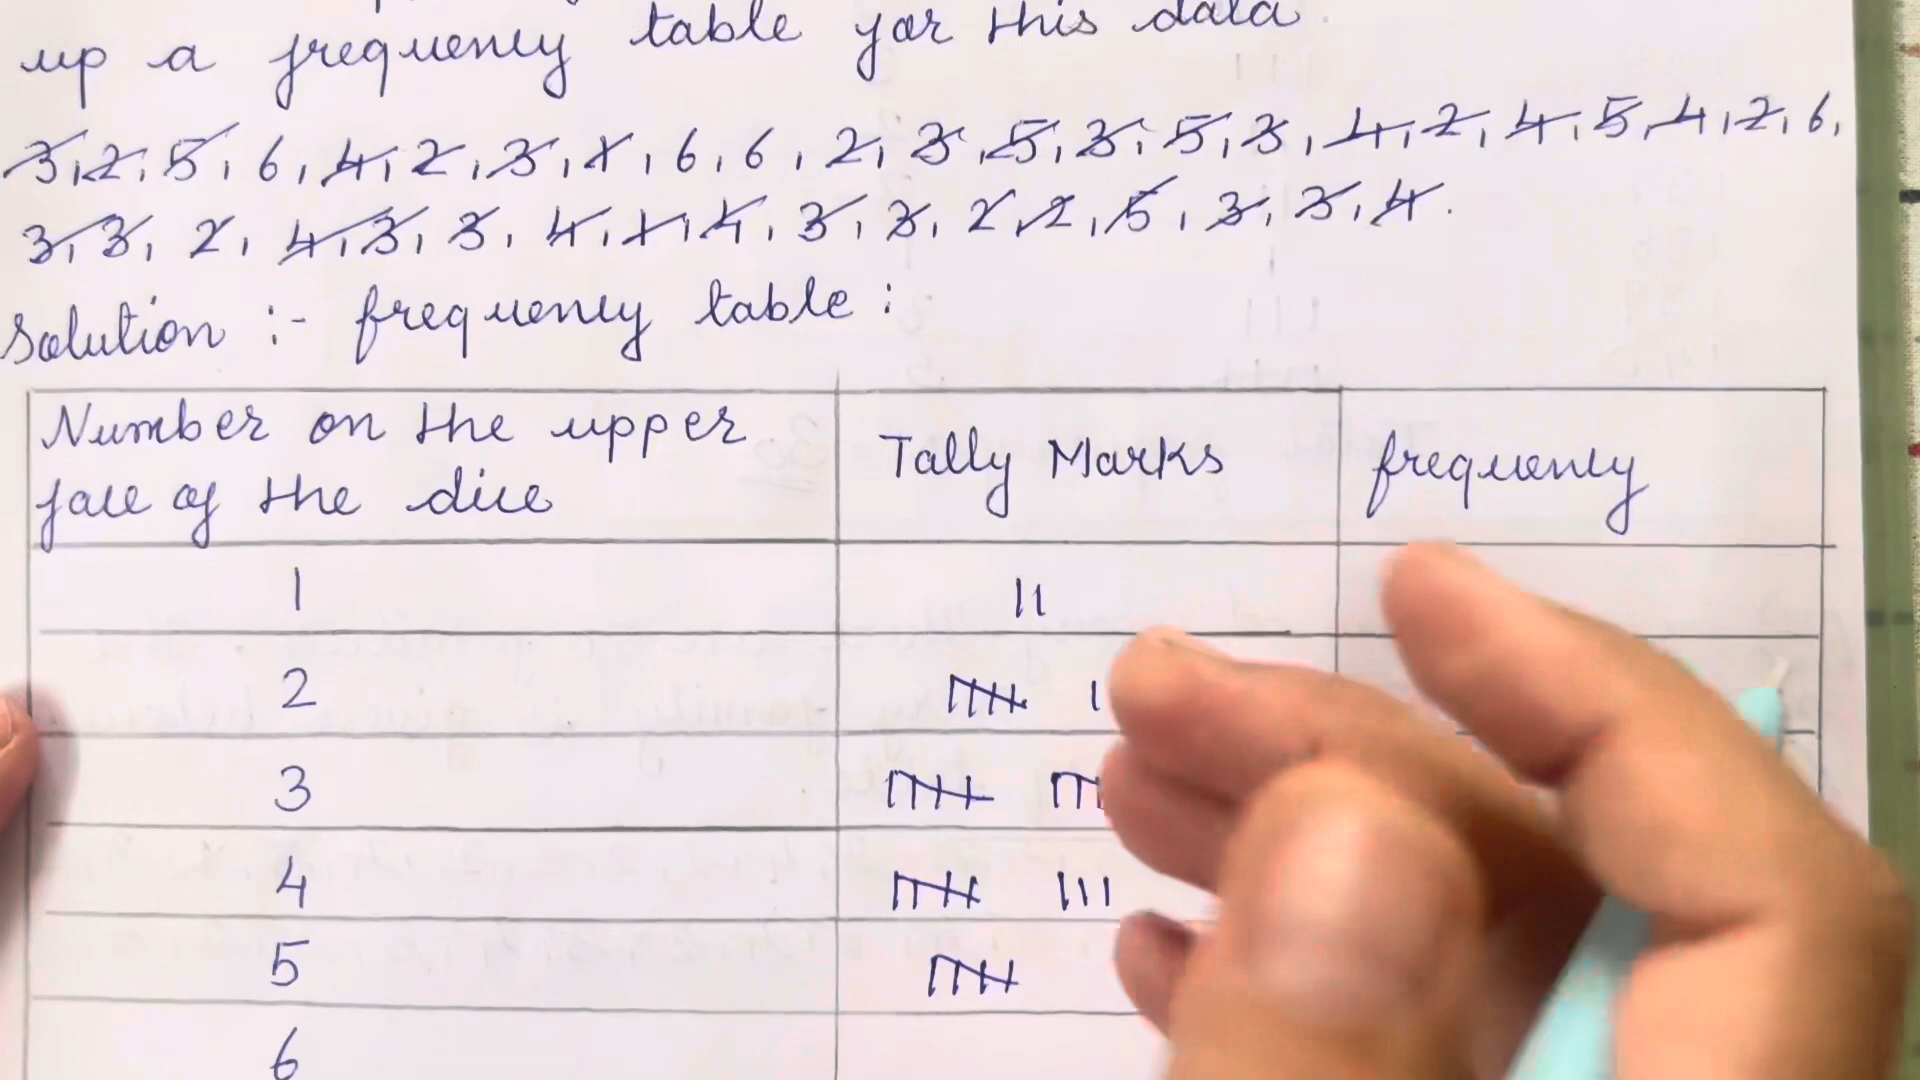 up a frequency table for this data.
3, 2, 5, 6, 4, 2, 3, 1, 6, 6, 2, 3, 5, 3, 5, 3, 4, 2, 4, 5, 4, 2, 6,
3, 3, 2, 4, 3, 3, 4, 1, 4, 3, 3, 2, 2, 5, 3, 3, 4.
Solution :- frequency table :
Number on the upper face of the dice Tally Marks frequency
1 ||
2 |||| |
3 ||||
4 |||| |||
5 ||||
6